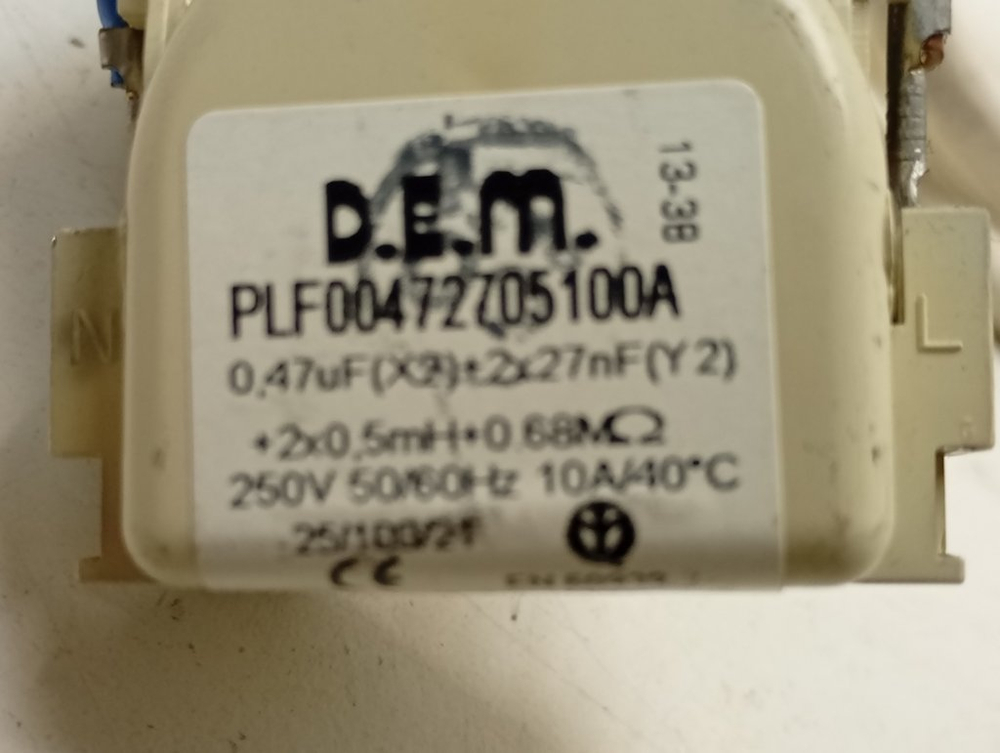 D.E.M.
13-38
PLF00472Z05100A
0,47uF(X2)+2x27nF(Y2)
+2x0,5mH+0.68MΩ
250V 50/60Hz 10A/40°C
25/100/21
CE
N
L